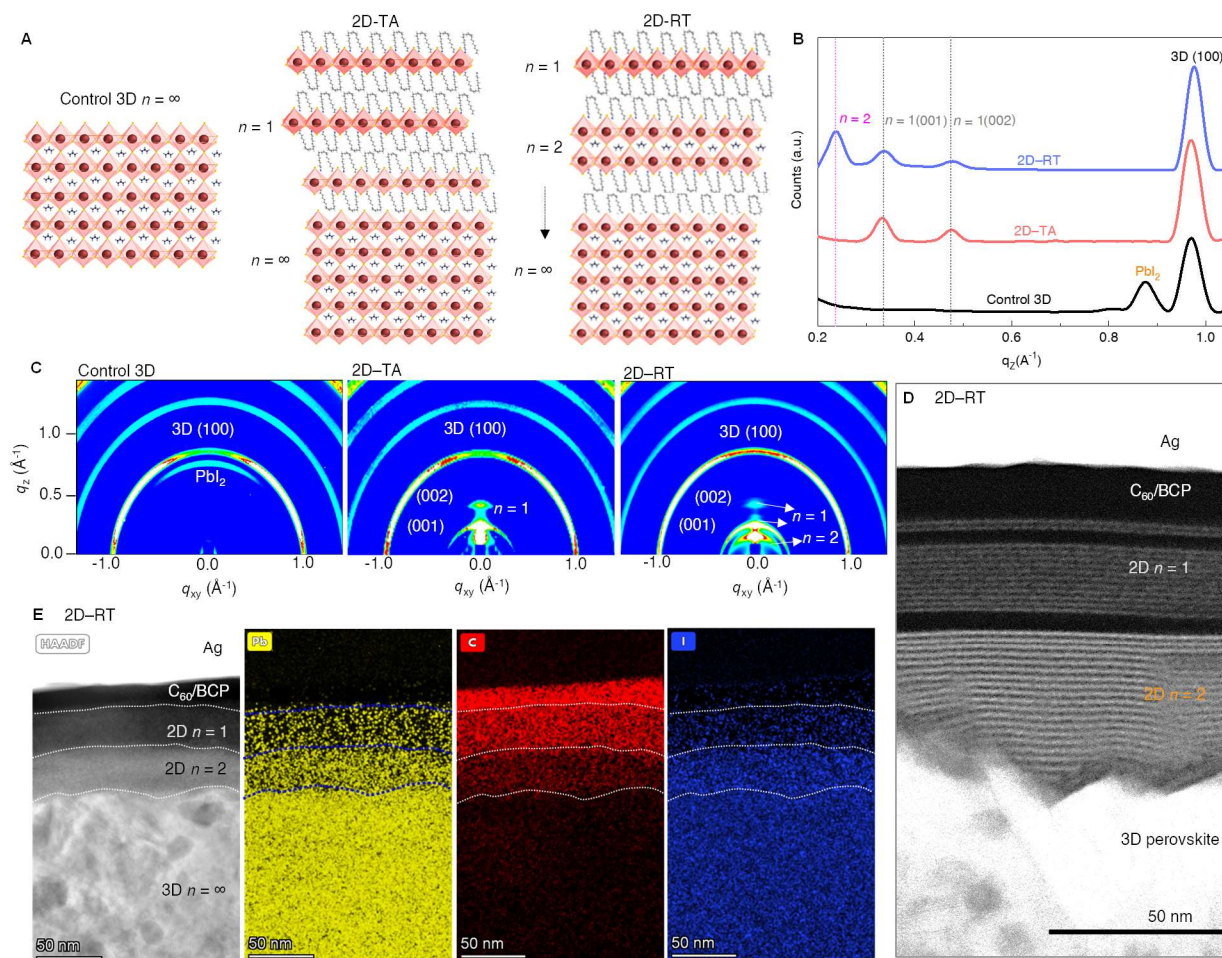 A
2D-TA
2D-RT
Control 3D n = ∞
n = 1
n = ∞
n = 1
n = 2
n = ∞
B
3D (100)
n = 2
n = 1(001)
n = 1(002)
2D–RT
2D–TA
PbI₂
Control 3D
Counts (a.u.)
0.2
0.4
0.6
0.8
1.0
q_Z(A⁻¹)
C
Control 3D
2D–TA
2D–RT
q_z (Å⁻¹)
1.0
0.5
0.0
3D (100)
PbI₂
3D (100)
(002)
(001)
n = 1
3D (100)
(002)
(001)
n = 1
n = 2
-1.0
0.0
1.0
-1.0
0.0
1.0
-1.0
0.0
1.0
q_xy (Å⁻¹)
q_xy (Å⁻¹)
q_xy (Å⁻¹)
D
2D–RT
Ag
C₆₀/BCP
2D n = 1
2D n = 2
3D perovskite
50 nm
E
2D–RT
HAADF
Ag
C₆₀/BCP
2D n = 1
2D n = 2
3D n = ∞
50 nm
Pb
50 nm
C
50 nm
I
50 nm